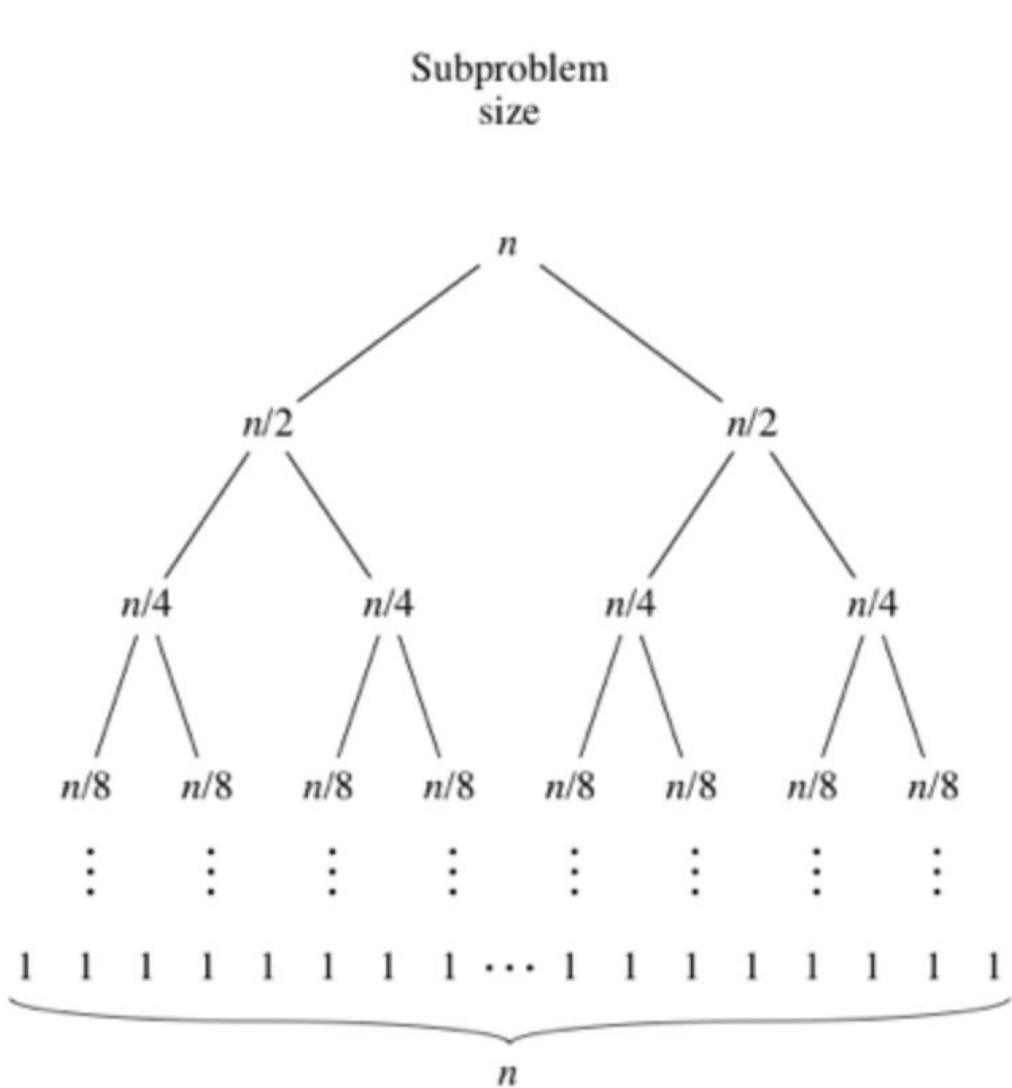 Subproblem
size
n
n/2 n/2
n/4 n/4 n/4 n/4
n/8 n/8 n/8 n/8 n/8 n/8 n/8 n/8
⋮ ⋮ ⋮ ⋮ ⋮ ⋮ ⋮ ⋮
1 1 1 1 1 1 1 1 ··· 1 1 1 1 1 1 1 1
n